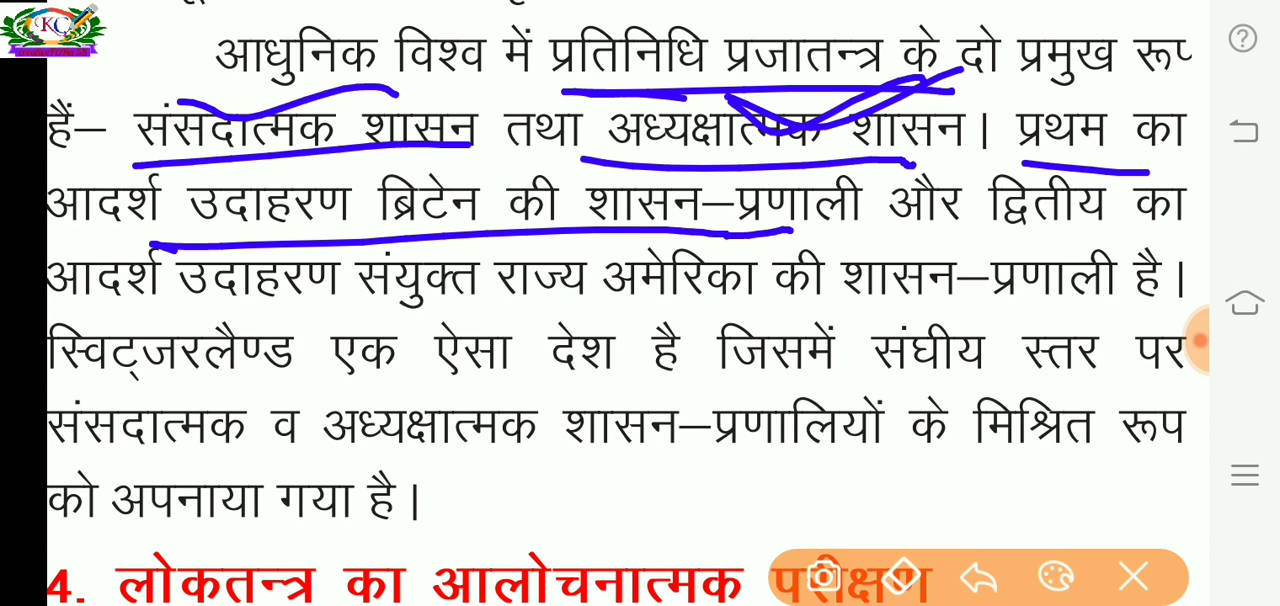 KC
आधुनिक विश्व में प्रतिनिधि प्रजातन्त्र के दो प्रमुख रूप
हैं– संसदात्मक शासन तथा अध्यक्षात्मक शासन। प्रथम का
आदर्श उदाहरण ब्रिटेन की शासन–प्रणाली और द्वितीय का
आदर्श उदाहरण संयुक्त राज्य अमेरिका की शासन–प्रणाली है।
स्विट्जरलैण्ड एक ऐसा देश है जिसमें संघीय स्तर पर
संसदात्मक व अध्यक्षात्मक शासन–प्रणालियों के मिश्रित रूप
को अपनाया गया है।
4. लोकतन्त्र का आलोचनात्मक परीक्षण